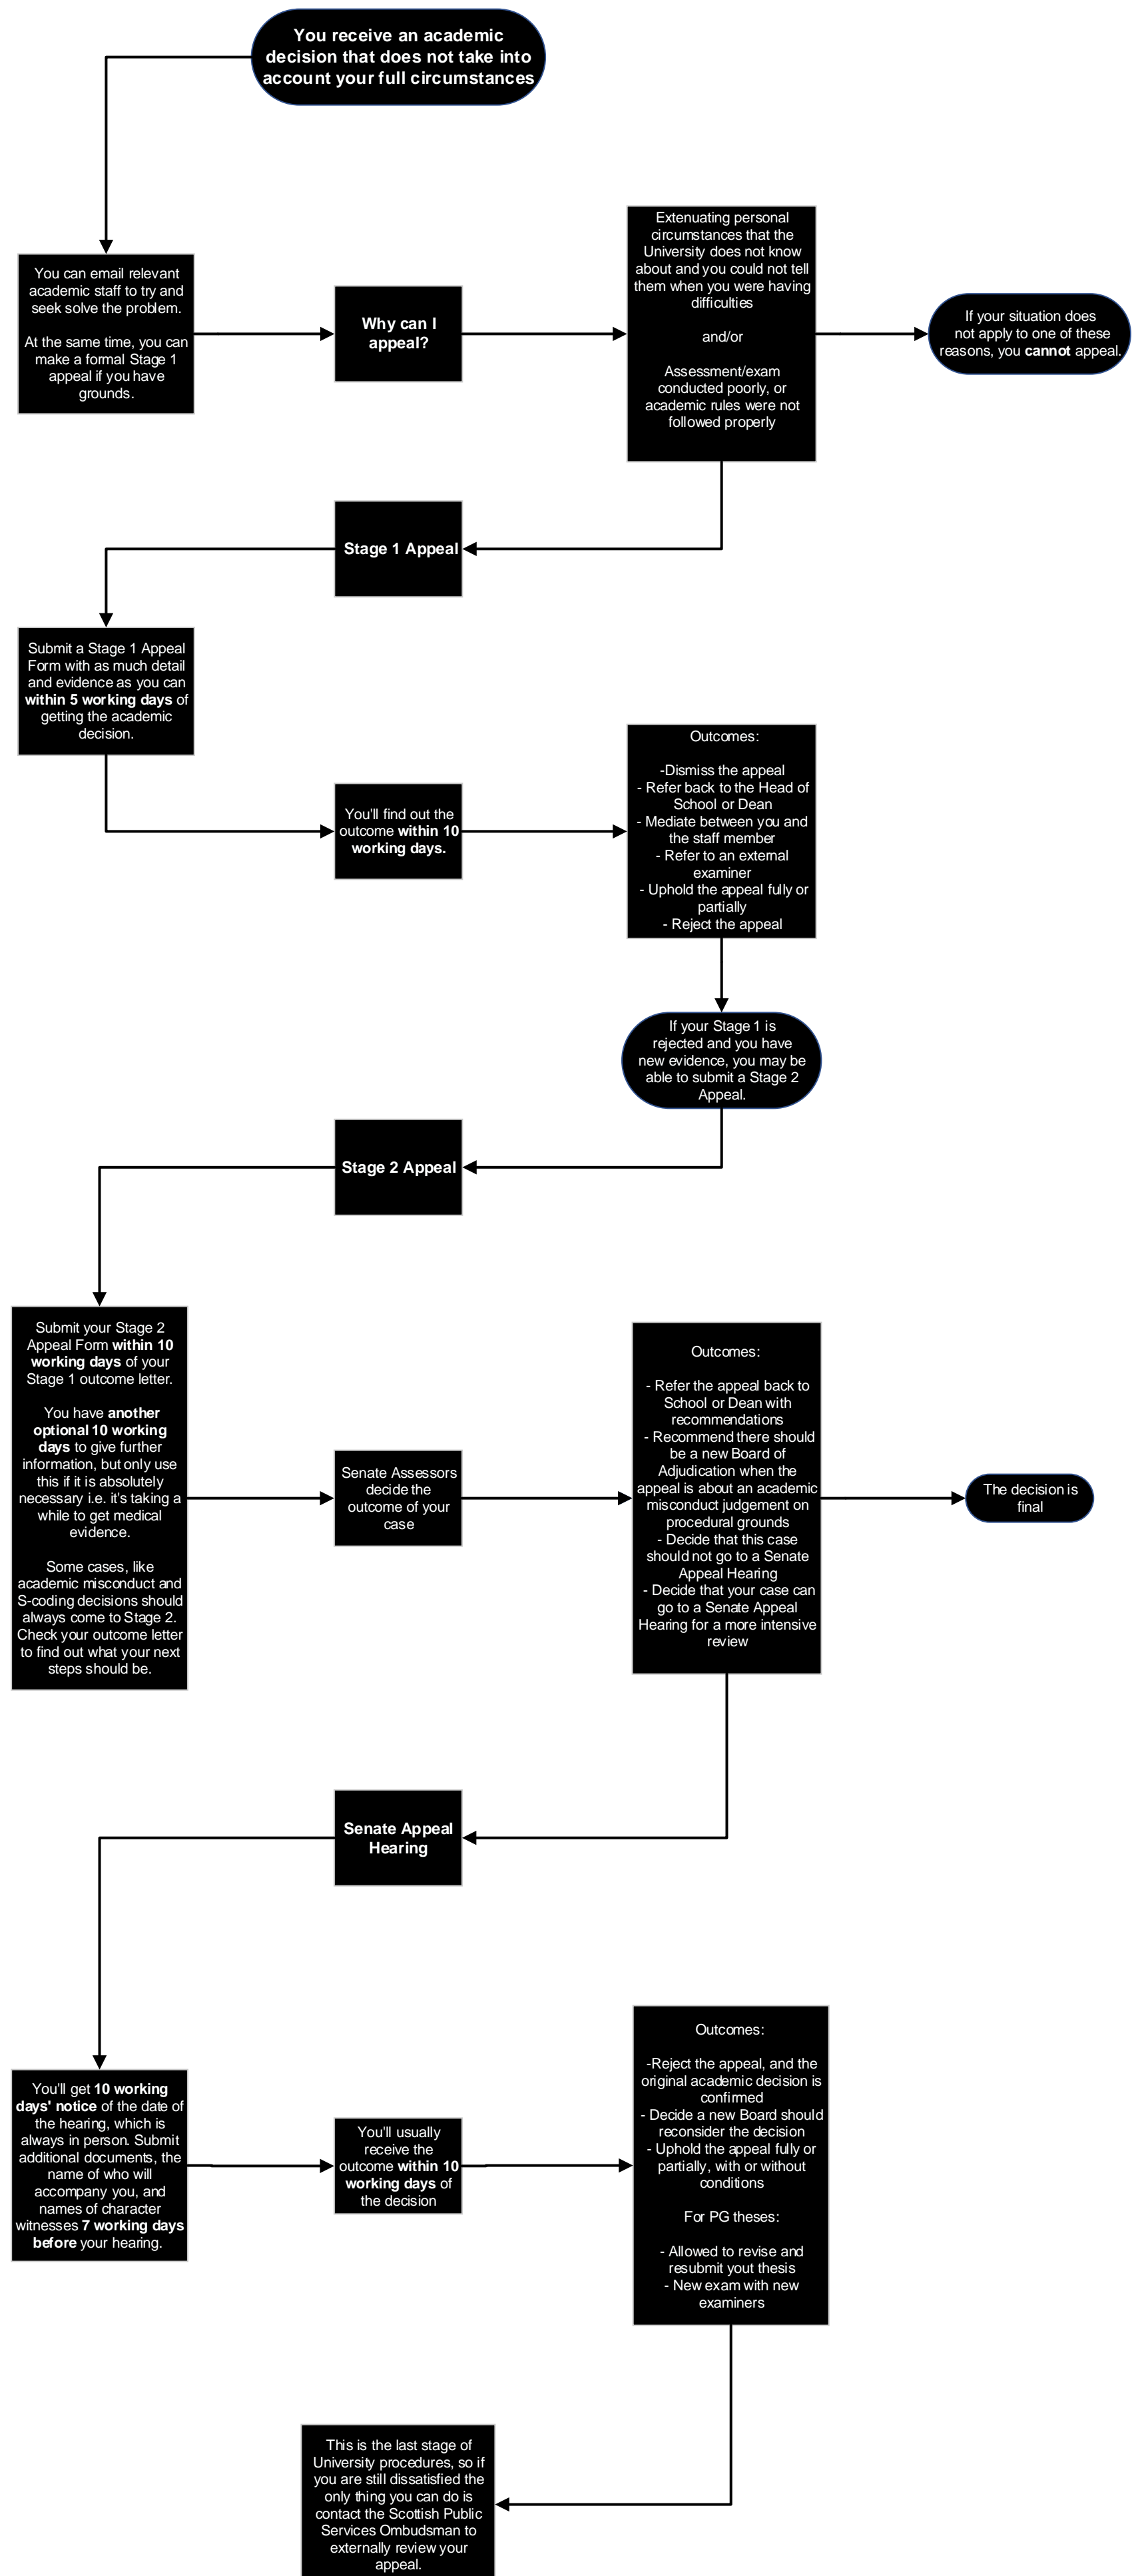 You receive an academic
decision that does not take into
account your full circumstances
You can email relevant
academic staff to try and
seek solve the problem.
At the same time, you can
make a formal Stage 1
appeal if you have
grounds.
Why can I
appeal?
Extenuating personal
circumstances that the
University does not know
about and you could not tell
them when you were having
difficulties
and/or
Assessment/exam
conducted poorly, or
academic rules were not
followed properly
If your situation does
not apply to one of these
reasons, you cannot appeal.
Stage 1 Appeal
Submit a Stage 1 Appeal
Form with as much detail
and evidence as you can
within 5 working days of
getting the academic
decision.
You'll find out the
outcome within 10
working days.
Outcomes:
-Dismiss the appeal
- Refer back to the Head of
School or Dean
- Mediate between you and
the staff member
- Refer to an external
examiner
- Uphold the appeal fully or
partially
- Reject the appeal
If your Stage 1 is
rejected and you have
new evidence, you may be
able to submit a Stage 2
Appeal.
Stage 2 Appeal
Submit your Stage 2
Appeal Form within 10
working days of your
Stage 1 outcome letter.
You have another
optional 10 working
days to give further
information, but only use
this if it is absolutely
necessary i.e. it's taking a
while to get medical
evidence.
Some cases, like
academic misconduct and
S-coding decisions should
always come to Stage 2.
Check your outcome letter
to find out what your next
steps should be.
Senate Assessors
decide the
outcome of your
case
Outcomes:
- Refer the appeal back to
School or Dean with
recommendations
- Recommend there should
be a new Board of
Adjudication when the
appeal is about an academic
misconduct judgement on
procedural grounds
- Decide that this case
should not go to a Senate
Appeal Hearing
- Decide that your case can
go to a Senate Appeal
Hearing for a more intensive
review
The decision is
final
Senate Appeal
Hearing
You'll get 10 working
days' notice of the date of
the hearing, which is
always in person. Submit
additional documents, the
name of who will
accompany you, and
names of character
witnesses 7 working days
before your hearing.
You'll usually
receive the
outcome within 10
working days of
the decision
Outcomes:
-Reject the appeal, and the
original academic decision is
confirmed
- Decide a new Board should
reconsider the decision
- Uphold the appeal fully or
partially, with or without
conditions
For PG theses:
- Allowed to revise and
resubmit yout thesis
- New exam with new
examiners
This is the last stage of
University procedures, so if
you are still dissatisfied the
only thing you can do is
contact the Scottish Public
Services Ombudsman to
externally review your
appeal.